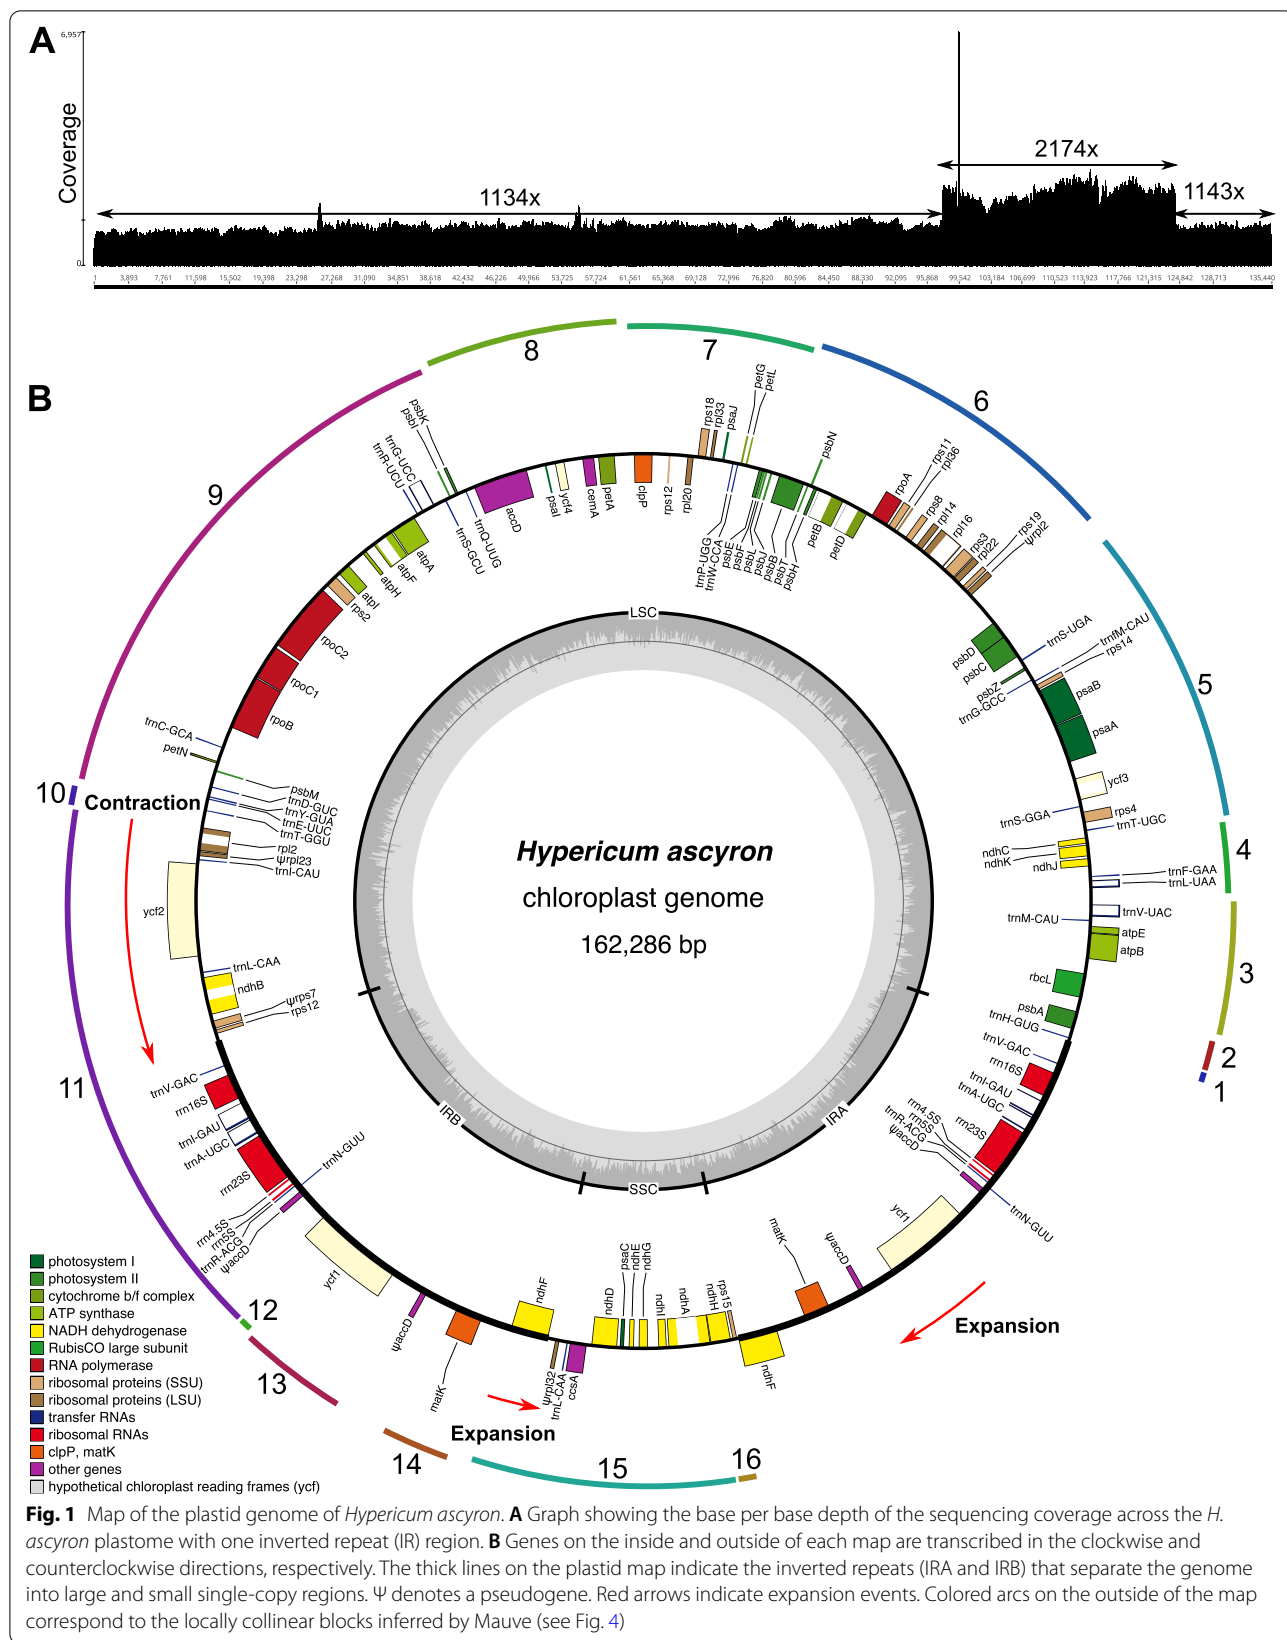 A
6,957
Coverage
0
1134x
2174x
1143x
1 3,893 7,761 11,598 15,502 19,398 23,298 27,268 31,090 34,851 38,618 42,432 46,226 49,966 53,725 57,724 61,561 65,368 69,128 72,996 76,820 80,596 84,450 88,330 92,095 95,868 99,542 103,184 106,699 110,523 113,923 117,766 121,315 124,842 128,713 135,440
B
8
7
6
9
5
10
4
3
2
1
11
12
13
14
15
16
psbK
psbI
trnG-UCC
trnR-UCU
trnS-GCU
trnQ-UUG
accD
psaI
ycf4
cemA
petA
clpP
rps12
rpl20
rps18
rpl33
psaJ
petG
petL
trnP-UGG
trnW-CCA
psbE
psbF
psbL
psbJ
psbB
psbT
psbH
psbN
petB
petD
rpoA
rps11
rpl36
rps8
rpl14
rpl16
rps3
rpl22
rps19
ψrpl2
psbD
psbC
psbZ
trnG-GCC
trnS-UGA
trnfM-CAU
rps14
psaB
psaA
ycf3
trnS-GGA
rps4
trnT-UGC
ndhC
ndhK
ndhJ
trnF-GAA
trnL-UAA
trnV-UAC
trnM-CAU
atpE
atpB
rbcL
psbA
trnH-GUG
trnV-GAC
rrn16S
trnI-GAU
trnA-UGC
rrn23S
rrn4.5S
rrn5S
trnR-ACG
ψaccD
trnN-GUU
ycf1
ψaccD
matK
ndhF
rps15
ndhH
ndhA
ndhI
ndhG
ndhE
psaC
ndhD
ccsA
trnL-CAA
ψrpl32
ndhF
matK
ψaccD
ycf1
trnN-GUU
ψaccD
trnR-ACG
rrn5S
rrn4.5S
rrn23S
trnA-UGC
trnI-GAU
rrn16S
trnV-GAC
rps12
ψrps7
ndhB
trnL-CAA
ycf2
trnI-CAU
ψrpl23
rpl2
trnT-GGU
trnE-UUC
trnY-GUA
trnD-GUC
psbM
petN
trnC-GCA
rpoB
rpoC1
rpoC2
rps2
atpI
atpH
atpF
atpA
LSC
IRB
IRA
SSC
Contraction
Expansion
Expansion
Hypericum ascyron
chloroplast genome
162,286 bp
photosystem I
photosystem II
cytochrome b/f complex
ATP synthase
NADH dehydrogenase
RubisCO large subunit
RNA polymerase
ribosomal proteins (SSU)
ribosomal proteins (LSU)
transfer RNAs
ribosomal RNAs
clpP, matK
other genes
hypothetical chloroplast reading frames (ycf)
Fig. 1 Map of the plastid genome of Hypericum ascyron. A Graph showing the base per base depth of the sequencing coverage across the H.
ascyron plastome with one inverted repeat (IR) region. B Genes on the inside and outside of each map are transcribed in the clockwise and
counterclockwise directions, respectively. The thick lines on the plastid map indicate the inverted repeats (IRA and IRB) that separate the genome
into large and small single-copy regions. Ψ denotes a pseudogene. Red arrows indicate expansion events. Colored arcs on the outside of the map
correspond to the locally collinear blocks inferred by Mauve (see Fig. 4)